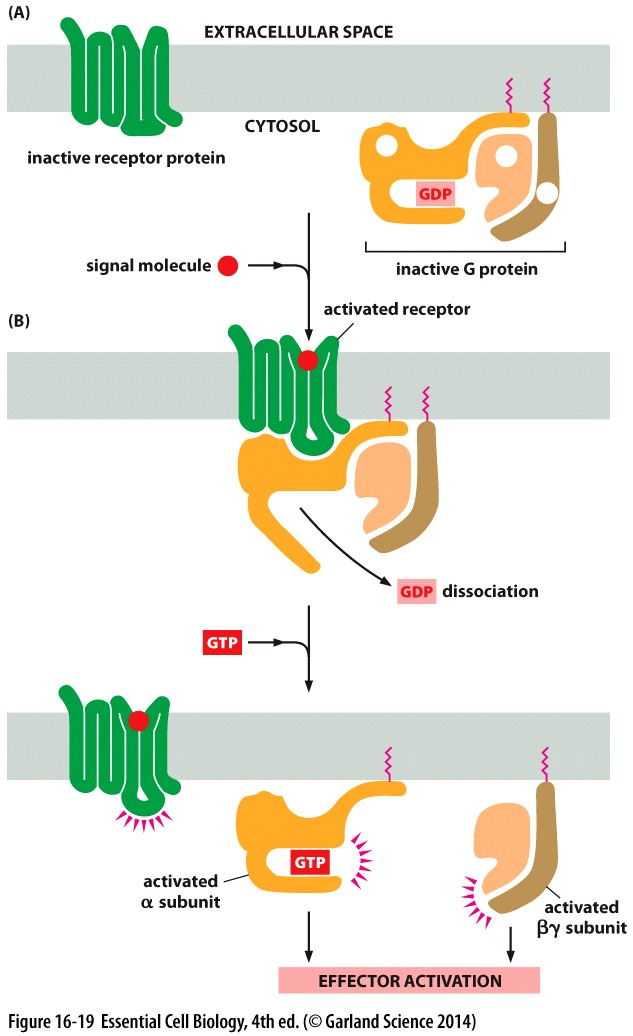 (A)
EXTRACELLULAR SPACE
CYTOSOL
inactive receptor protein
GDP
inactive G protein
signal molecule
activated receptor
(B)
GDP dissociation
GTP
GTP
activated
α subunit
activated
βγ subunit
EFFECTOR ACTIVATION
Figure 16-19 Essential Cell Biology, 4th ed. (© Garland Science 2014)